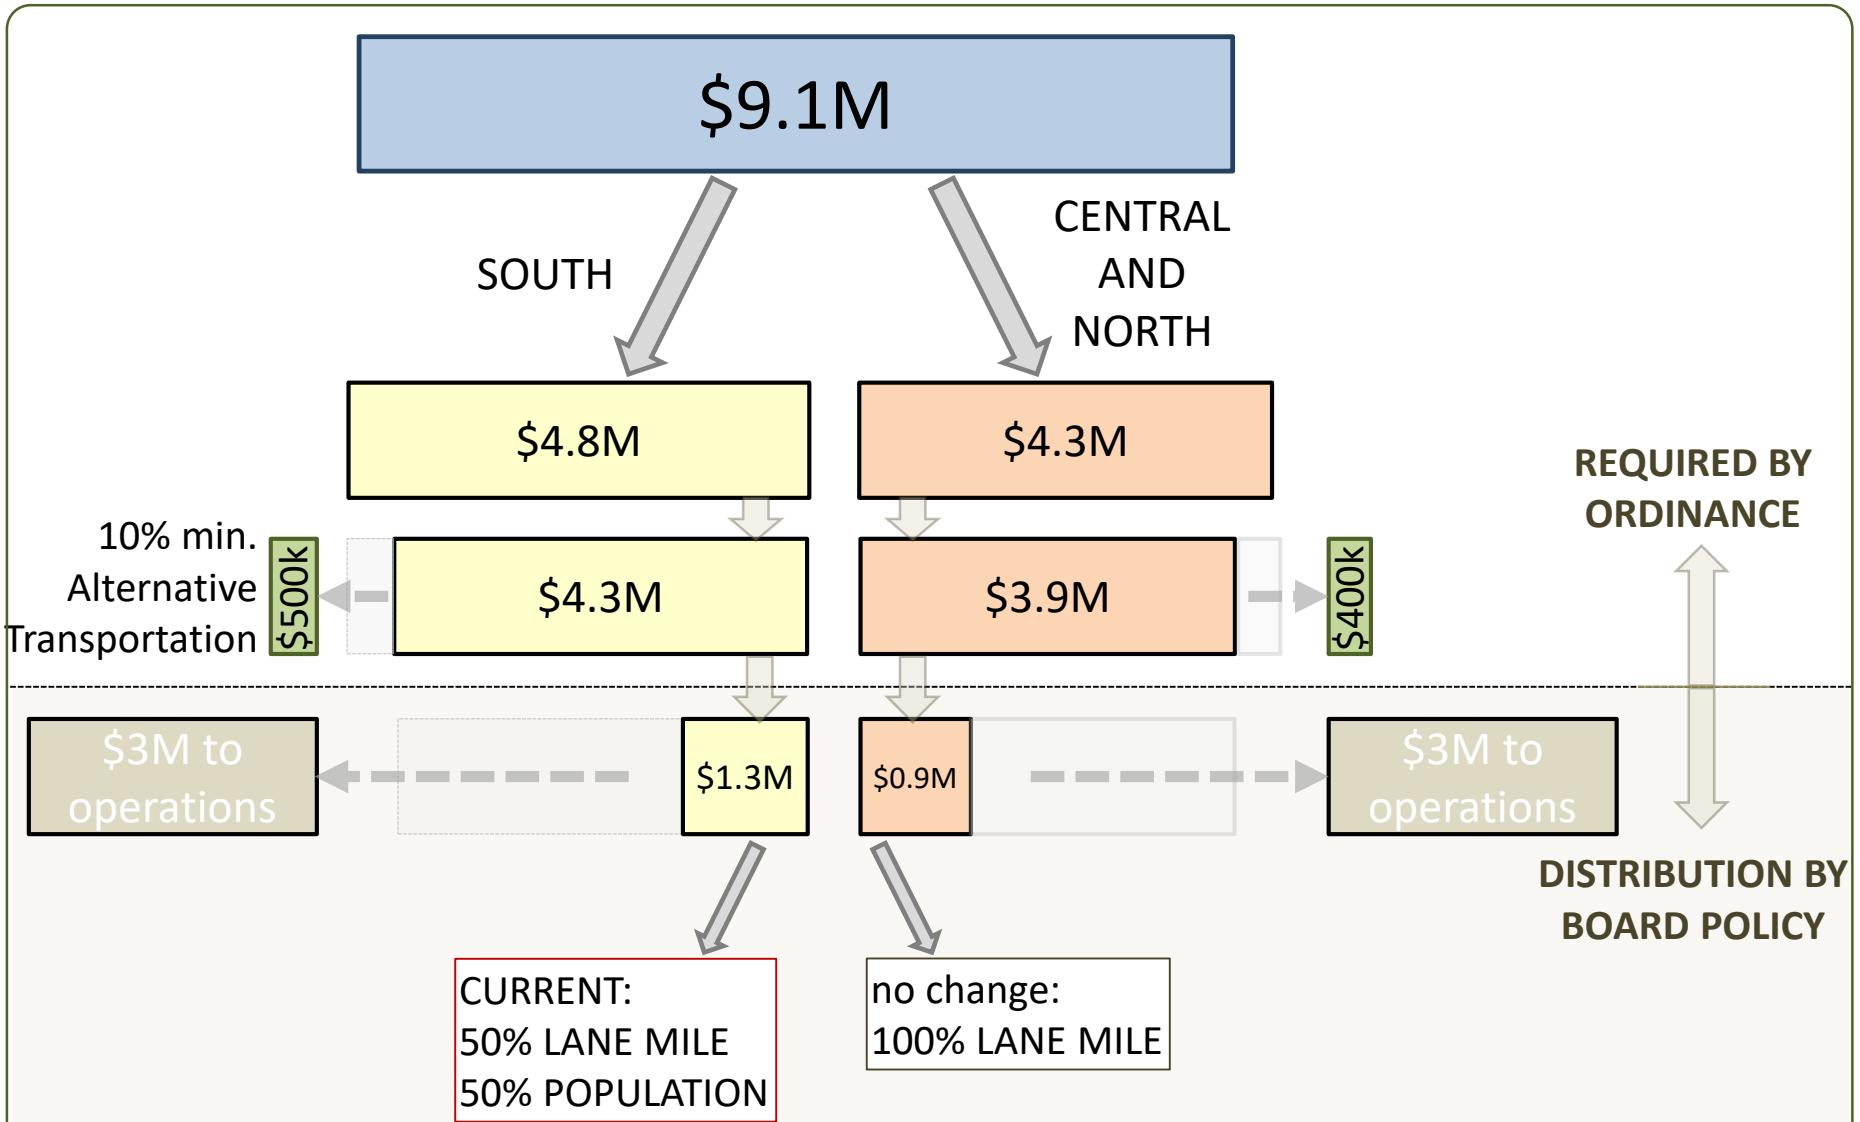 $9.1M
SOUTH
CENTRAL
AND
NORTH
$4.8M
$4.3M
REQUIRED BY
ORDINANCE
10% min.
Alternative
Transportation
$500k
$4.3M
$3.9M
$400k
$3M to
operations
$1.3M
$0.9M
$3M to
operations
DISTRIBUTION BY
BOARD POLICY
CURRENT:
50% LANE MILE
50% POPULATION
no change:
100% LANE MILE